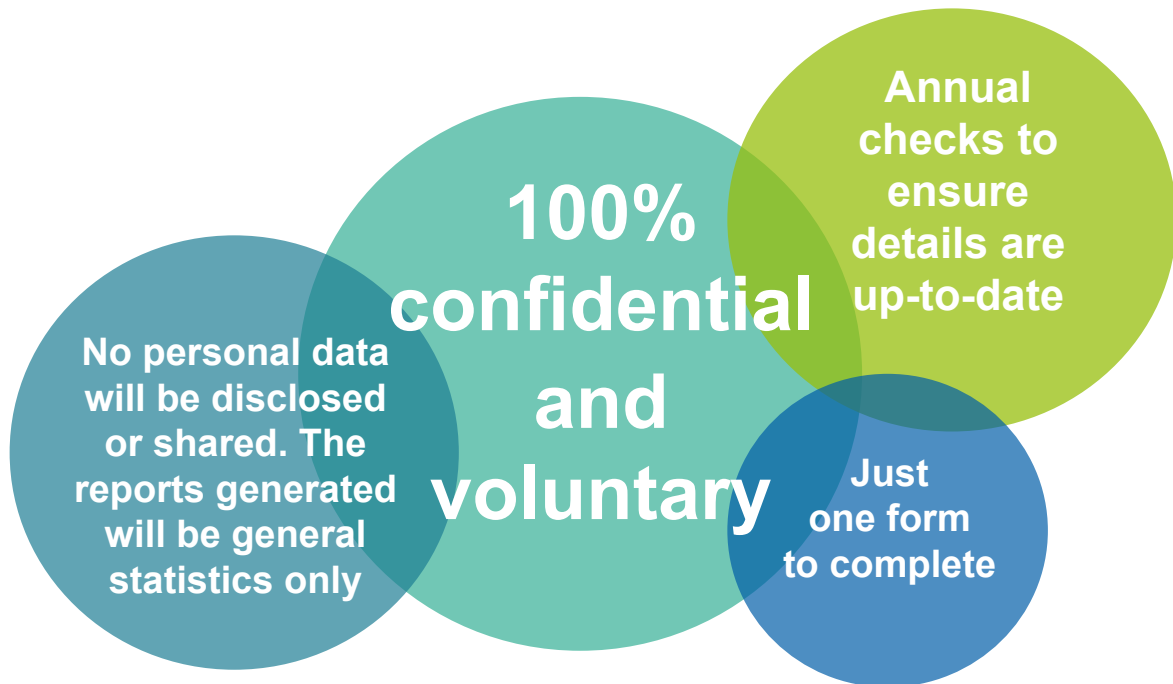 100%
confidential
and
voluntary
Annual
checks to
ensure
details are
up-to-date
No personal data
will be disclosed
or shared. The
reports generated
will be general
statistics only
Just
one form
to complete